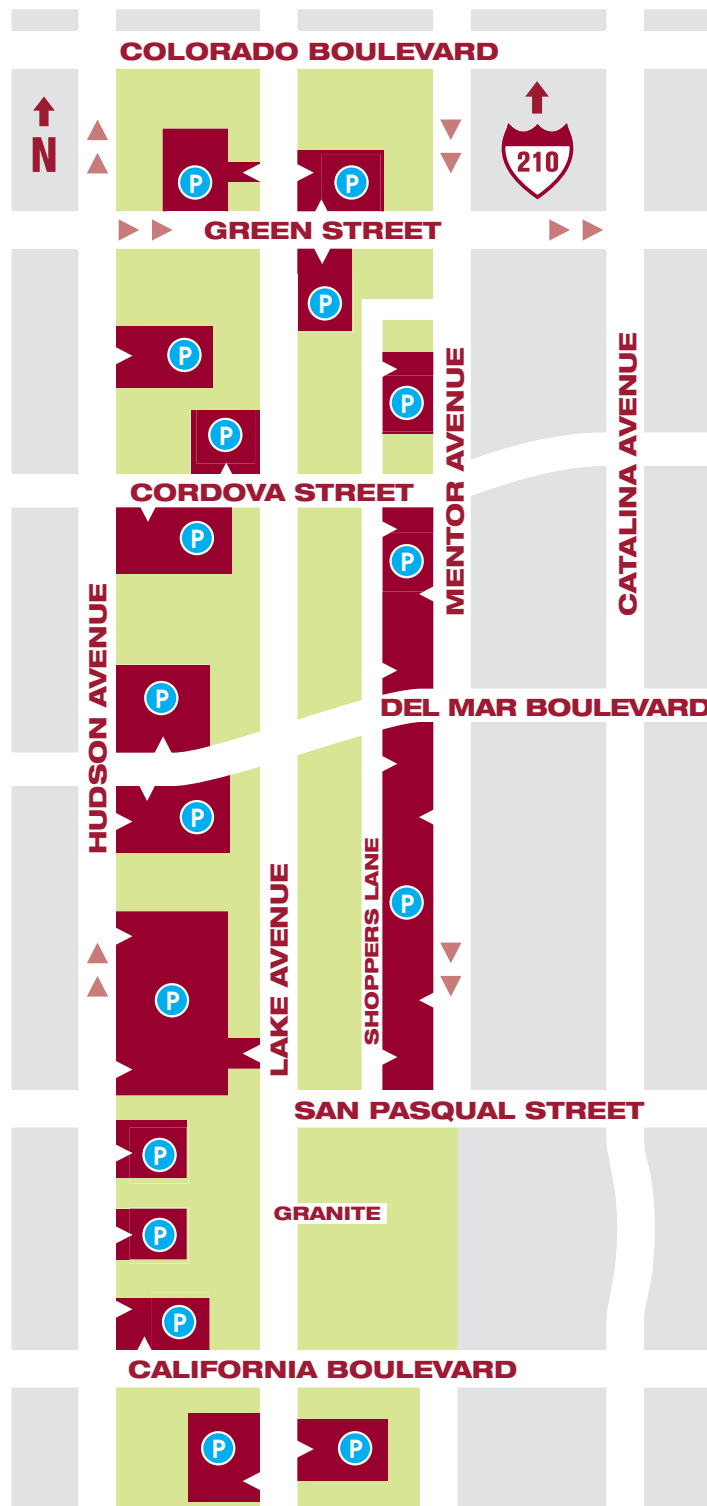 COLORADO BOULEVARD
N
210
P
P
GREEN STREET
P
P
P
P
CORDOVA STREET
MENTOR AVENUE
CATALINA AVENUE
P
P
HUDSON AVENUE
P
DEL MAR BOULEVARD
P
SHOPPERS LANE
LAKE AVENUE
P
P
SAN PASQUAL STREET
P
GRANITE
P
P
CALIFORNIA BOULEVARD
P
P